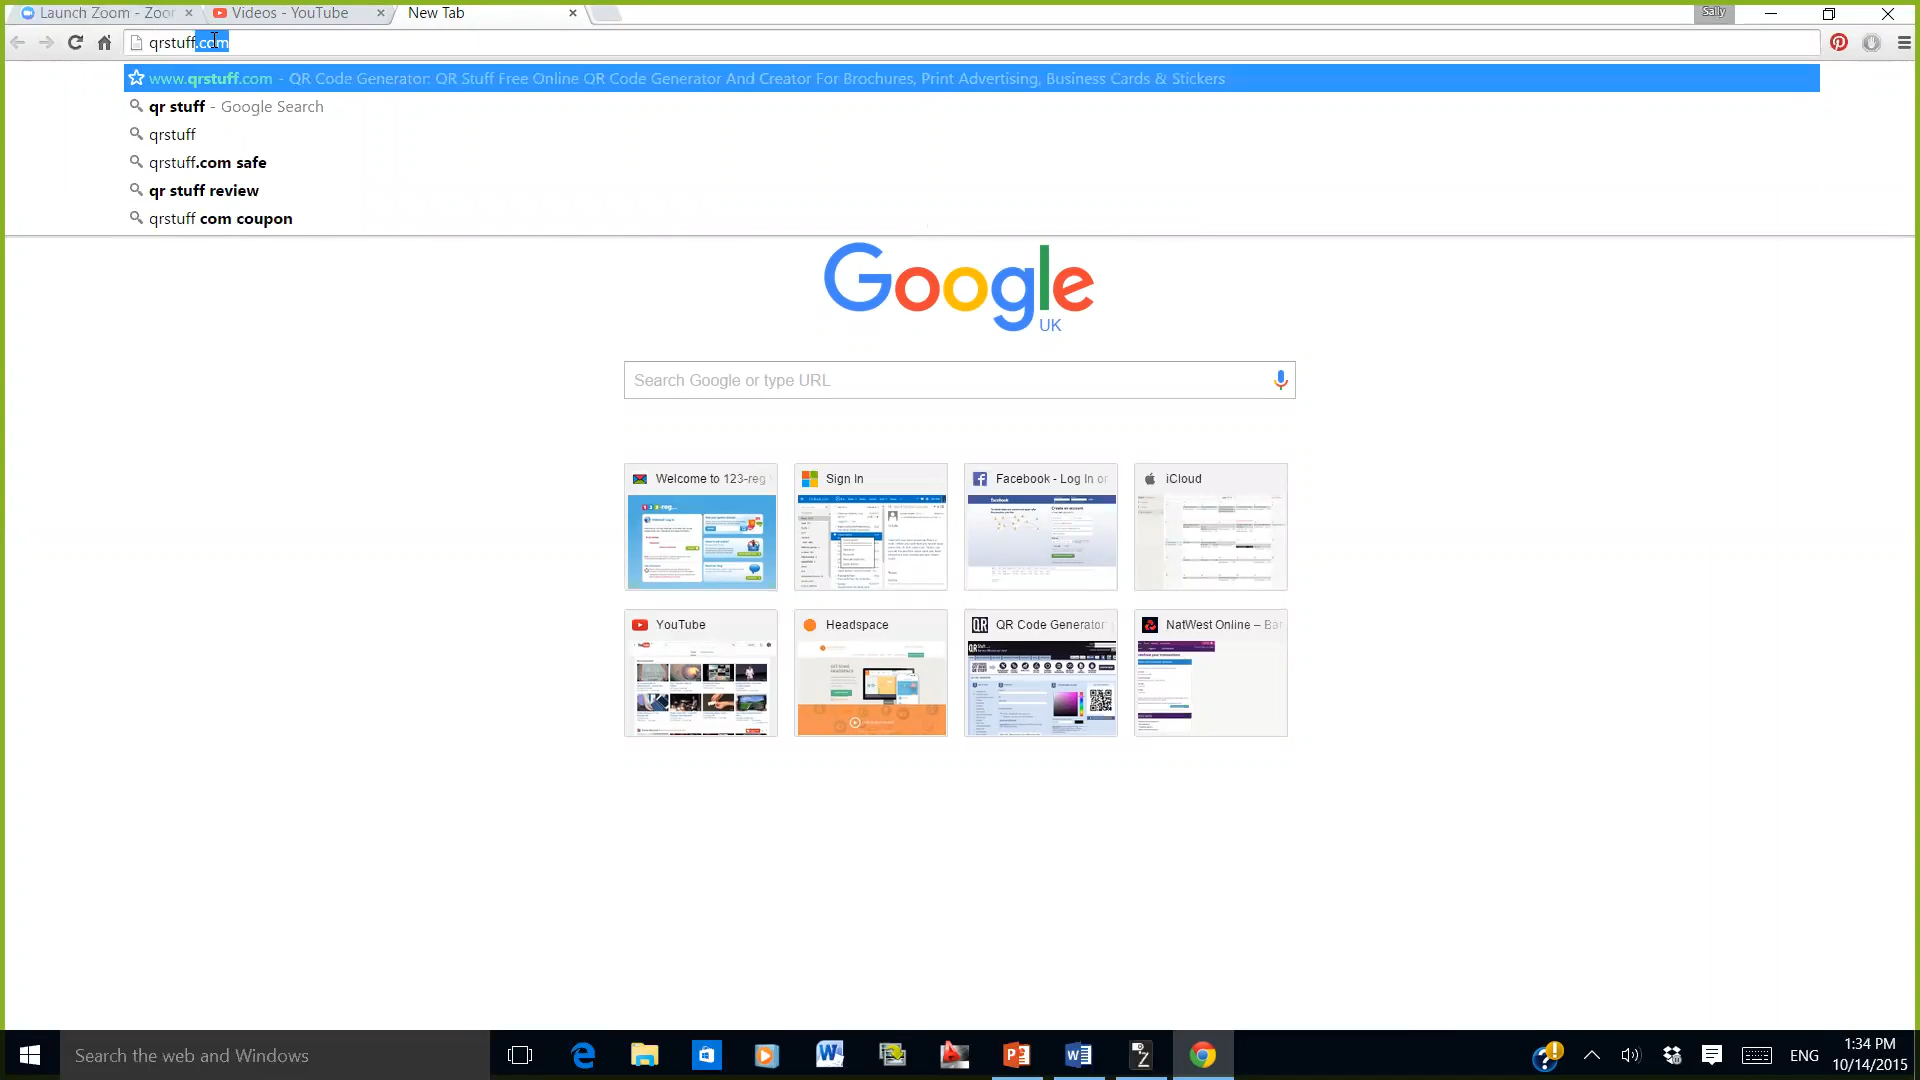 Launch Zoom - Zoor
Videos - YouTube
New Tab
Sally
qrstuff.com
www.qrstuff.com - QR Code Generator: QR Stuff Free Online QR Code Generator And Creator For Brochures, Print Advertising, Business Cards & Stickers
qr stuff - Google Search
qrstuff
qrstuff.com safe
qr stuff review
qrstuff com coupon
Google
UK
Search Google or type URL
Welcome to 123-reg
Sign In
Facebook - Log In or
iCloud
YouTube
Headspace
QR Code Generator
NatWest Online – Ban
Search the web and Windows
ENG
1:34 PM
10/14/2015